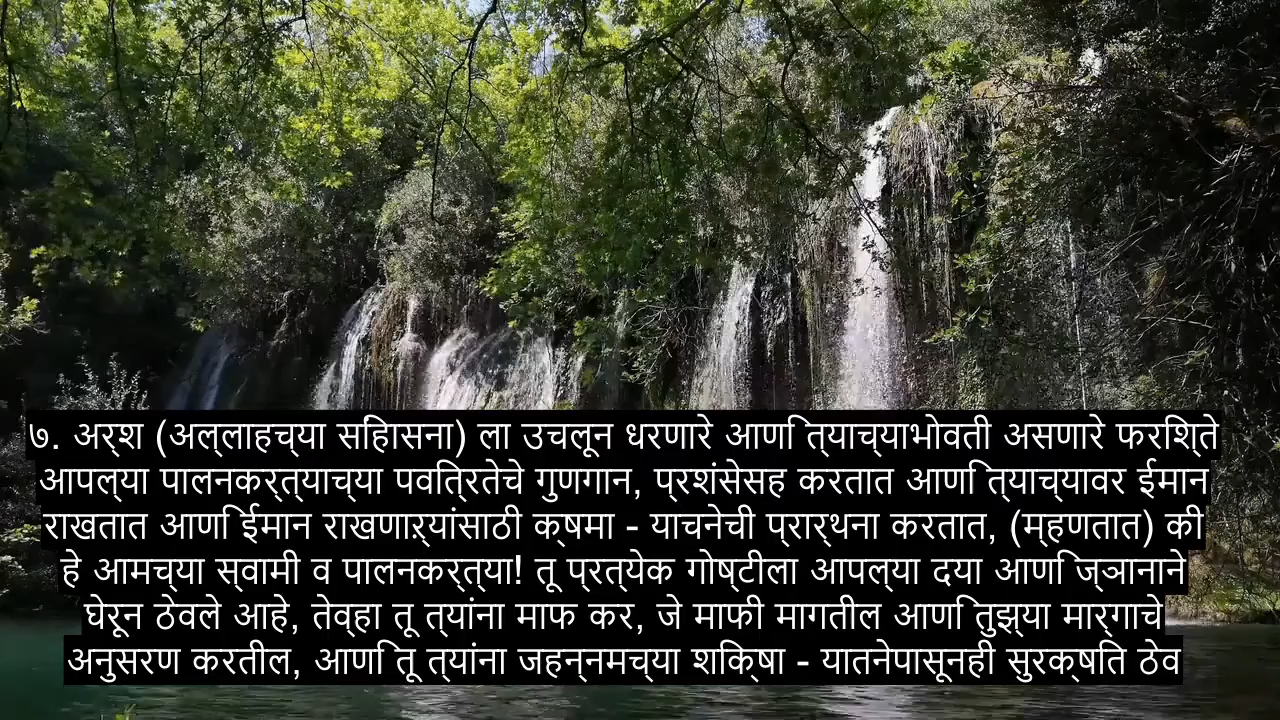 ७. अर्श (अल्लाहच्या सिंहासना) ला उचलून धरणारे आणि त्याच्याभोवती असणारे फरिश्ते
आपल्या पालनकर्त्याच्या पवित्रतेचे गुणगान, प्रशंसेसह करतात आणि त्याच्यावर ईमान
राखतात आणि ईमान राखणाऱ्यांसाठी क्षमा - याचनेची प्रार्थना करतात, (म्हणतात) की
हे आमच्या स्वामी व पालनकर्त्या! तू प्रत्येक गोष्टीला आपल्या दया आणि ज्ञानाने
घेरून ठेवले आहे, तेव्हा तू त्यांना माफ कर, जे माफी मागतील आणि तुझ्या मार्गाचे
अनुसरण करतील, आणि तू त्यांना जहन्नमच्या शिक्षा - यातनेपासूनही सुरक्षित ठेव